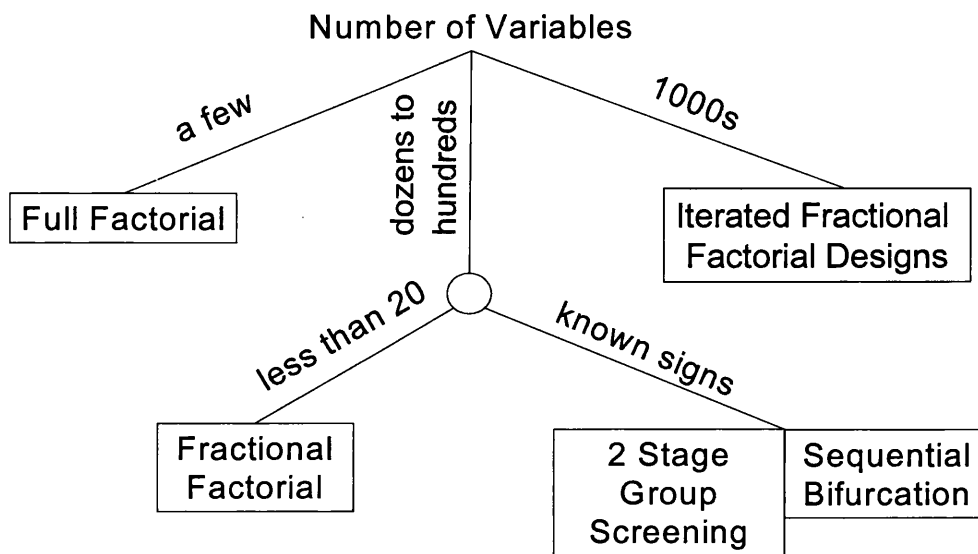 Number of Variables
a few
dozens to
hundreds
1000s
Full Factorial
Iterated Fractional
Factorial Designs
less than 20
known signs
Fractional
Factorial
2 Stage
Group
Screening
Sequential
Bifurcation